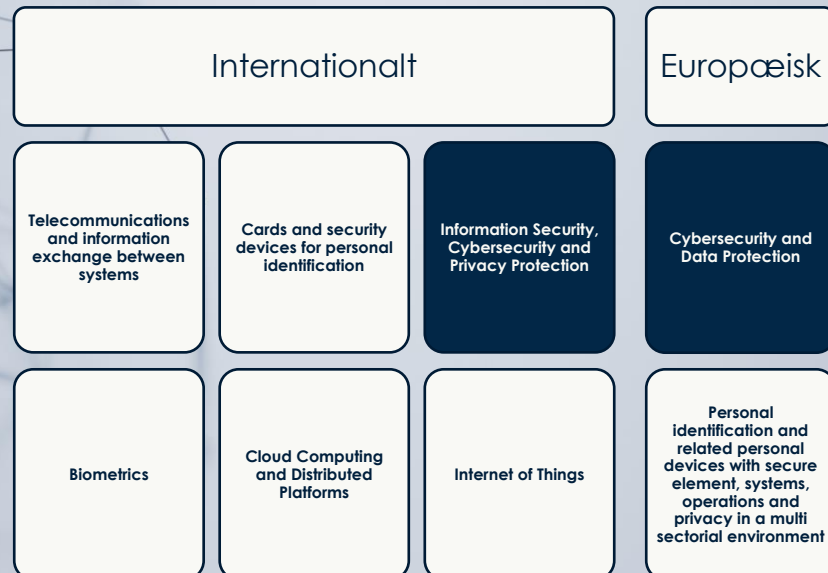 Internationalt
Europæisk
Telecommunications
and information
exchange between
systems
Cards and security
devices for personal
identification
Information Security,
Cybersecurity and
Privacy Protection
Cybersecurity and
Data Protection
Biometrics
Cloud Computing
and Distributed
Platforms
Internet of Things
Personal
identification and
related personal
devices with secure
element, systems,
operations and
privacy in a multi
sectorial environment